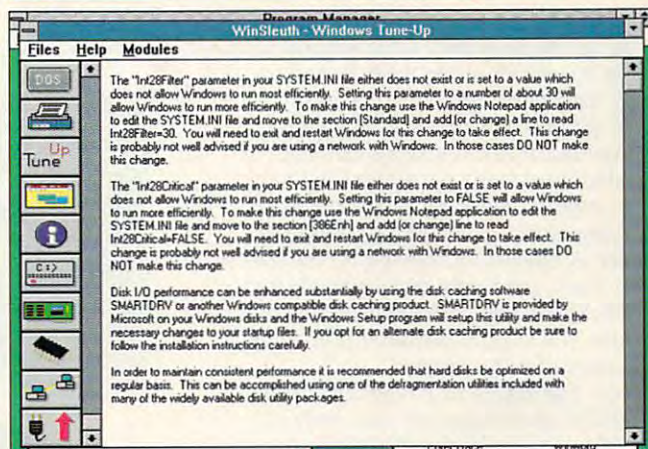 Program Manager
WinSleuth - Windows Tune-Up
Files Help Modules
DOS
Tune Up
C:>
The "Int28Filter" parameter in your SYSTEM.INI file either does not exist or is set to a value which
does not allow Windows to run most efficiently. Setting this parameter to a number of about 30 will
allow Windows to run more efficiently. To make this change use the Windows Notepad application
to edit the SYSTEM.INI file and move to the section [Standard] and add (or change) a line to read
Int28Filter=30. You will need to exit and restart Windows for this change to take effect. This change
is probably not well advised if you are using a network with Windows. In those cases DO NOT make
this change.
The "Int28Critical" parameter in your SYSTEM.INI file either does not exist or is set to a value which
does not allow Windows to run most efficiently. Setting this parameter to FALSE will allow Windows
to run more efficiently. To make this change use the Windows Notepad application to edit the
SYSTEM.INI file and move to the section [386Enh] and add (or change) line to read
Int28Critical=FALSE. You will need to exit and restart Windows for this change to take effect. This
change is probably not well advised if you are using a network with Windows. In those cases DO
NOT make this change.
Disk I/O performance can be enhanced substantially by using the disk caching software
SMARTDRV or another Windows compatible disk caching product. SMARTDRV is provided by
Microsoft on your Windows disks and the Windows Setup program will setup this utility and make the
necessary changes to your startup files. If you opt for an alternate disk caching product be sure to
follow the installation instructions carefully.
In order to maintain consistent performance it is recommended that hard disks be optimized on a
regular basis. This can be accomplished using one of the defragmentation utilities included with
many of the widely available disk utility packages.